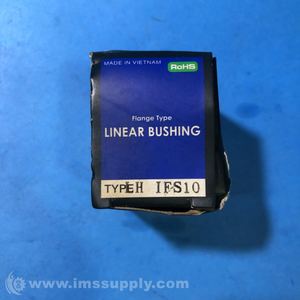 MADE IN VIETNAM
RoHS
Flange Type
LINEAR BUSHING
TYPE LH IFS10
© www.imssupply.com